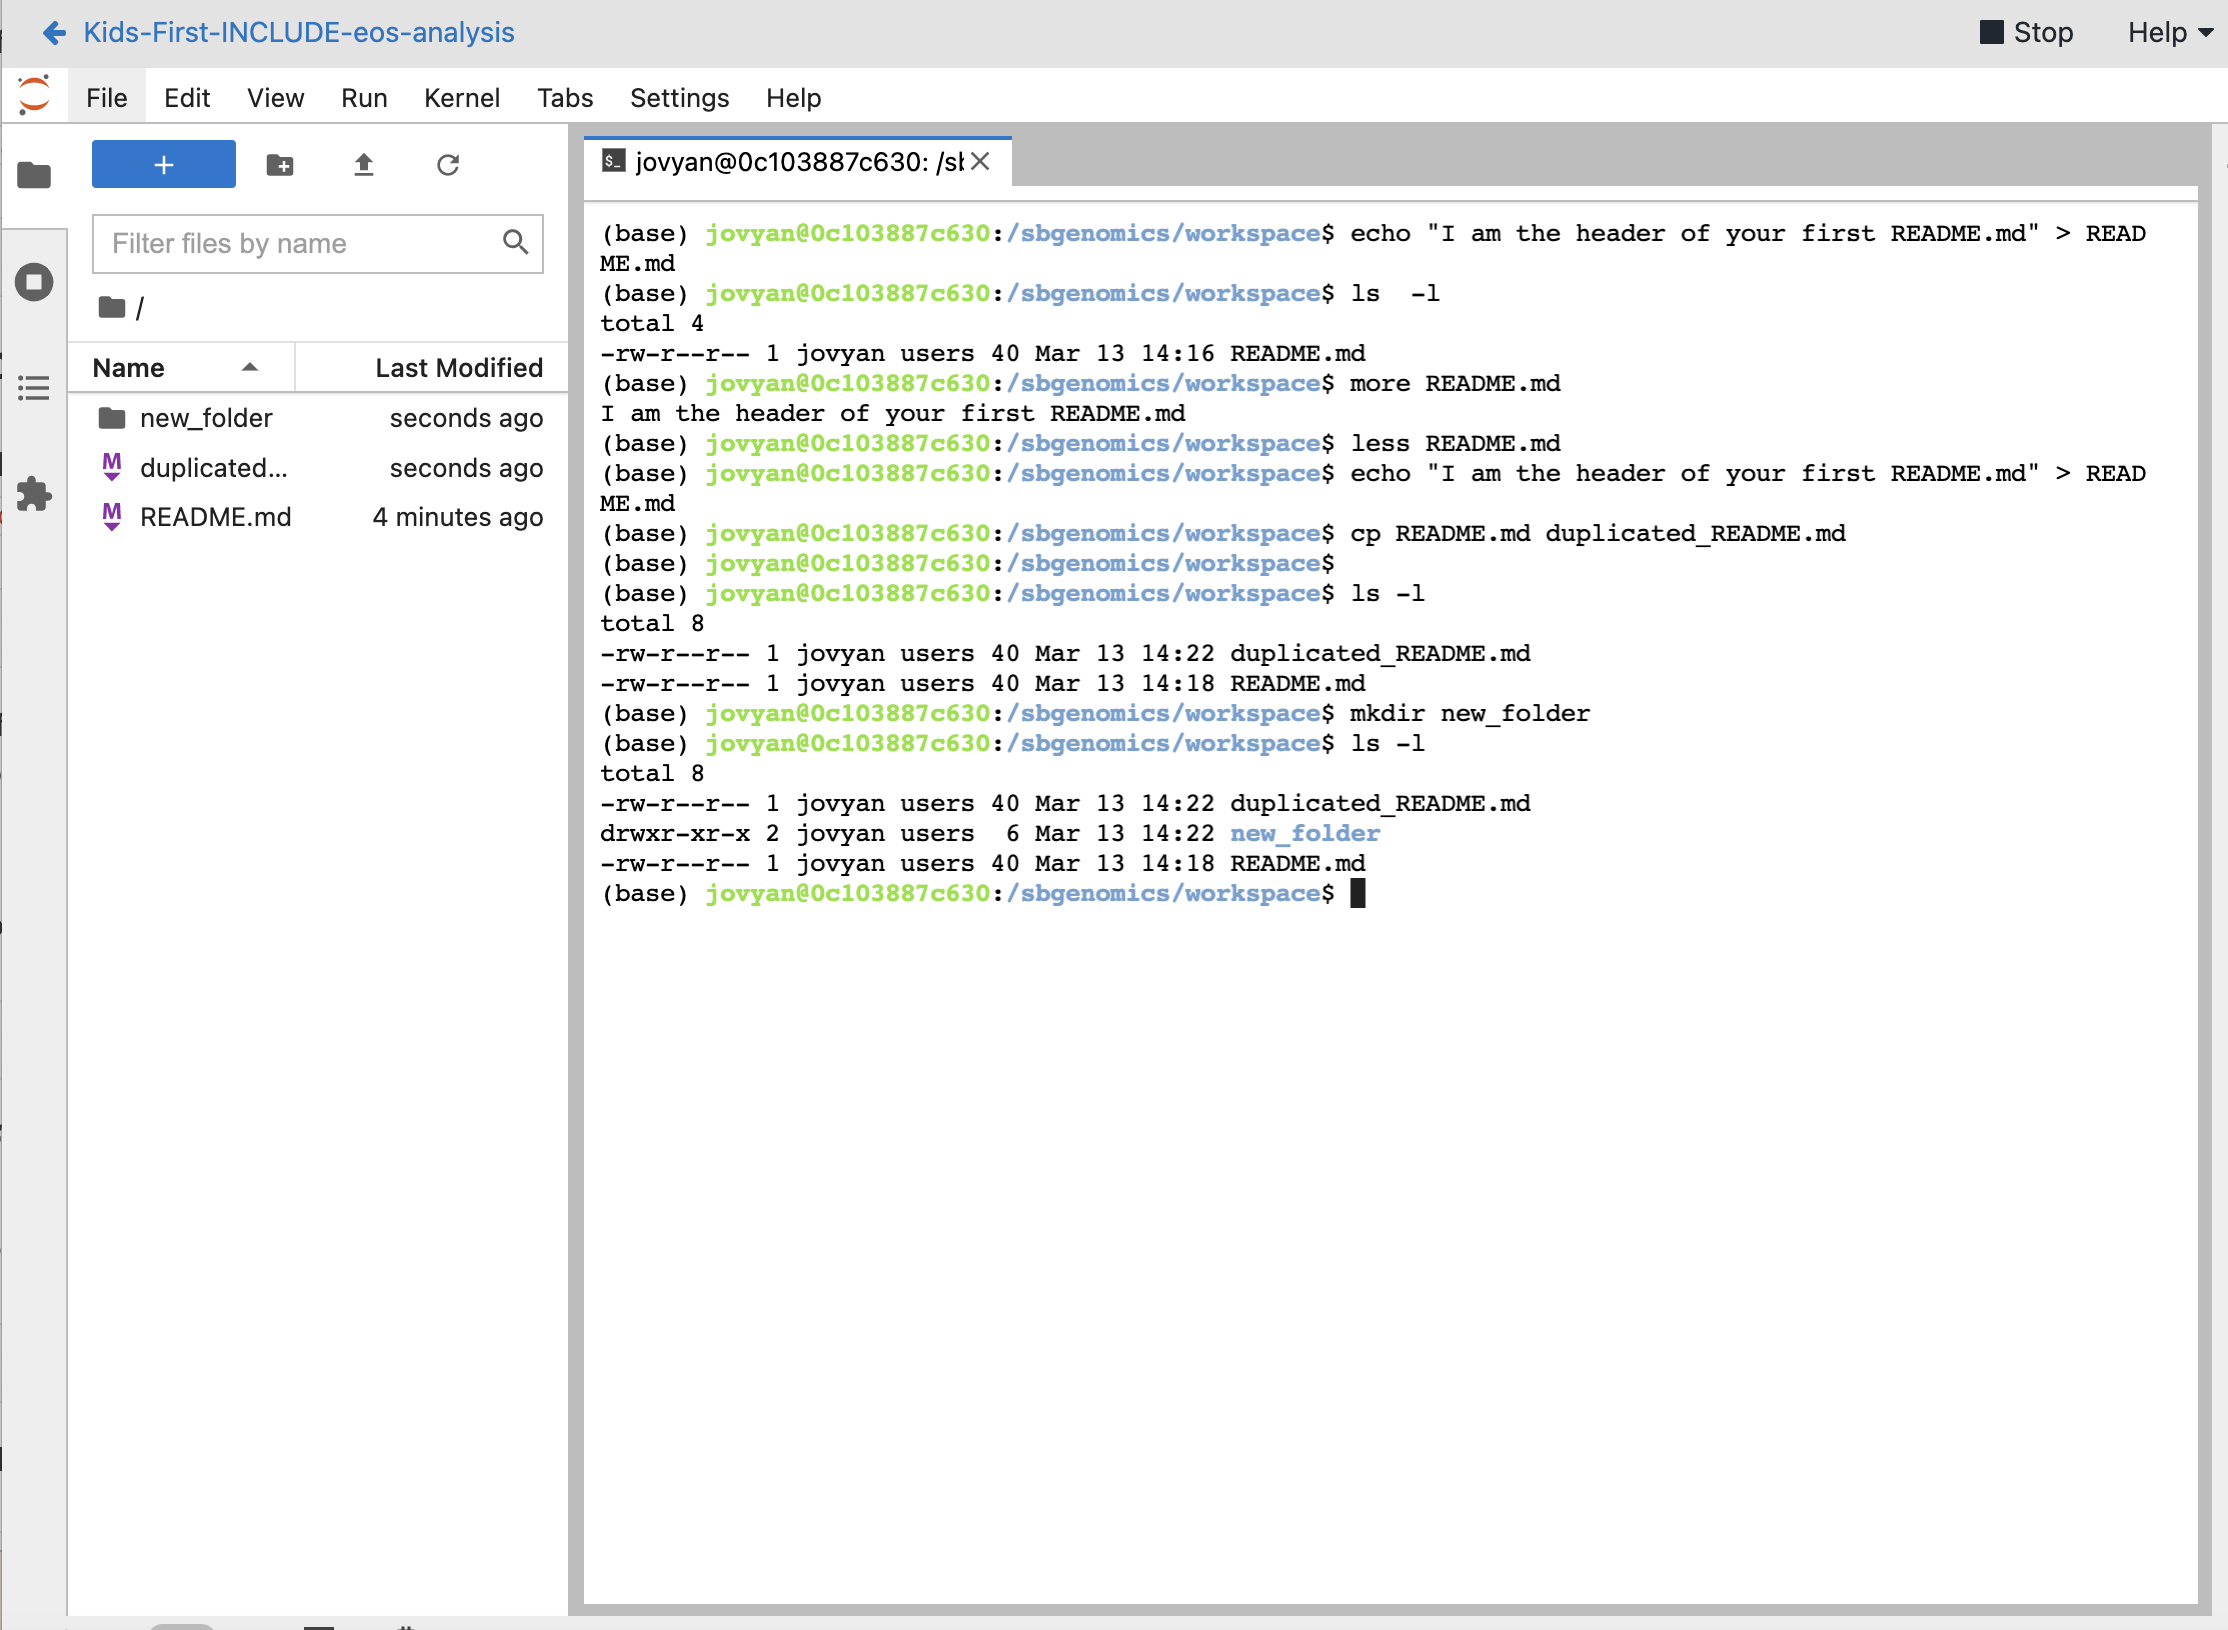 Kids-First-INCLUDE-eos-analysis
Stop Help
File Edit View Run Kernel Tabs Settings Help
jovyan@0c103887c630: /sb
Filter files by name
/
Name Last Modified
new_folder seconds ago
duplicated... seconds ago
README.md 4 minutes ago
(base) jovyan@0c103887c630:/sbgenomics/workspace$ echo "I am the header of your first README.md" > READ
ME.md
(base) jovyan@0c103887c630:/sbgenomics/workspace$ ls  -l
total 4
-rw-r--r-- 1 jovyan users 40 Mar 13 14:16 README.md
(base) jovyan@0c103887c630:/sbgenomics/workspace$ more README.md
I am the header of your first README.md
(base) jovyan@0c103887c630:/sbgenomics/workspace$ less README.md
(base) jovyan@0c103887c630:/sbgenomics/workspace$ echo "I am the header of your first README.md" > READ
ME.md
(base) jovyan@0c103887c630:/sbgenomics/workspace$ cp README.md duplicated_README.md
(base) jovyan@0c103887c630:/sbgenomics/workspace$
(base) jovyan@0c103887c630:/sbgenomics/workspace$ ls -l
total 8
-rw-r--r-- 1 jovyan users 40 Mar 13 14:22 duplicated_README.md
-rw-r--r-- 1 jovyan users 40 Mar 13 14:18 README.md
(base) jovyan@0c103887c630:/sbgenomics/workspace$ mkdir new_folder
(base) jovyan@0c103887c630:/sbgenomics/workspace$ ls -l
total 8
-rw-r--r-- 1 jovyan users 40 Mar 13 14:22 duplicated_README.md
drwxr-xr-x 2 jovyan users  6 Mar 13 14:22 new_folder
-rw-r--r-- 1 jovyan users 40 Mar 13 14:18 README.md
(base) jovyan@0c103887c630:/sbgenomics/workspace$